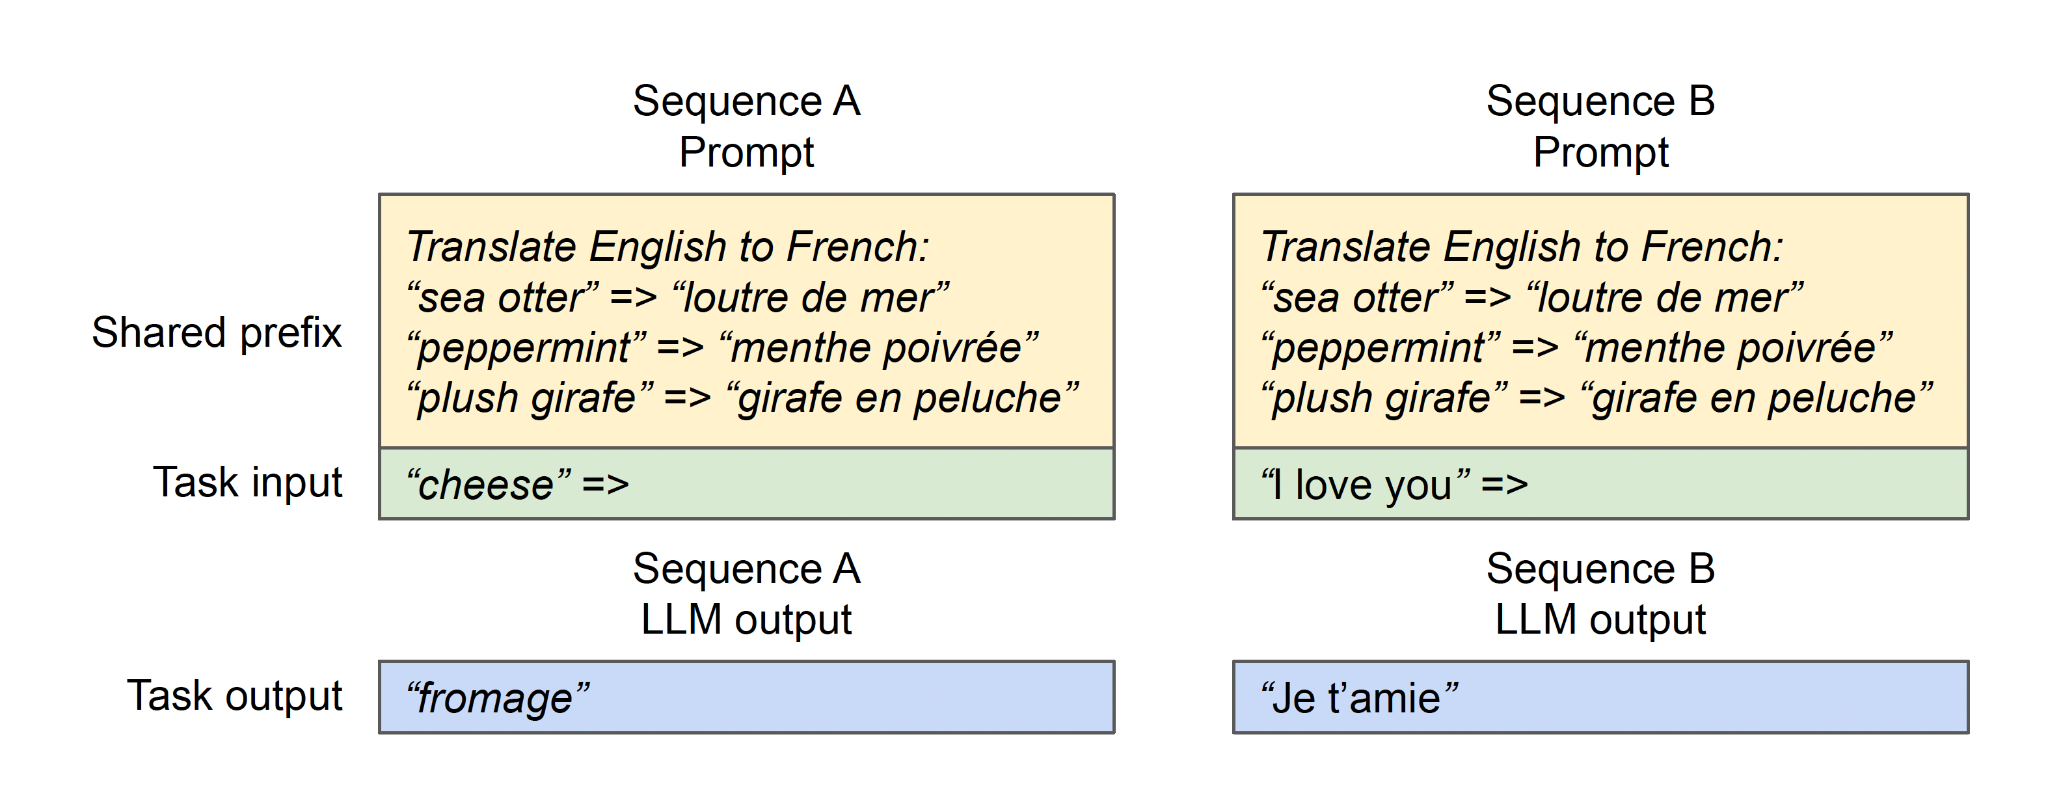 Sequence A
Prompt
Sequence B
Prompt
Shared prefix
Translate English to French:
“sea otter” => “loutre de mer”
“peppermint” => “menthe poivrée”
“plush girafe” => “girafe en peluche”
Translate English to French:
“sea otter” => “loutre de mer”
“peppermint” => “menthe poivrée”
“plush girafe” => “girafe en peluche”
Task input
“cheese” =>
“I love you” =>
Sequence A
LLM output
Sequence B
LLM output
Task output
“fromage”
“Je t’amie”